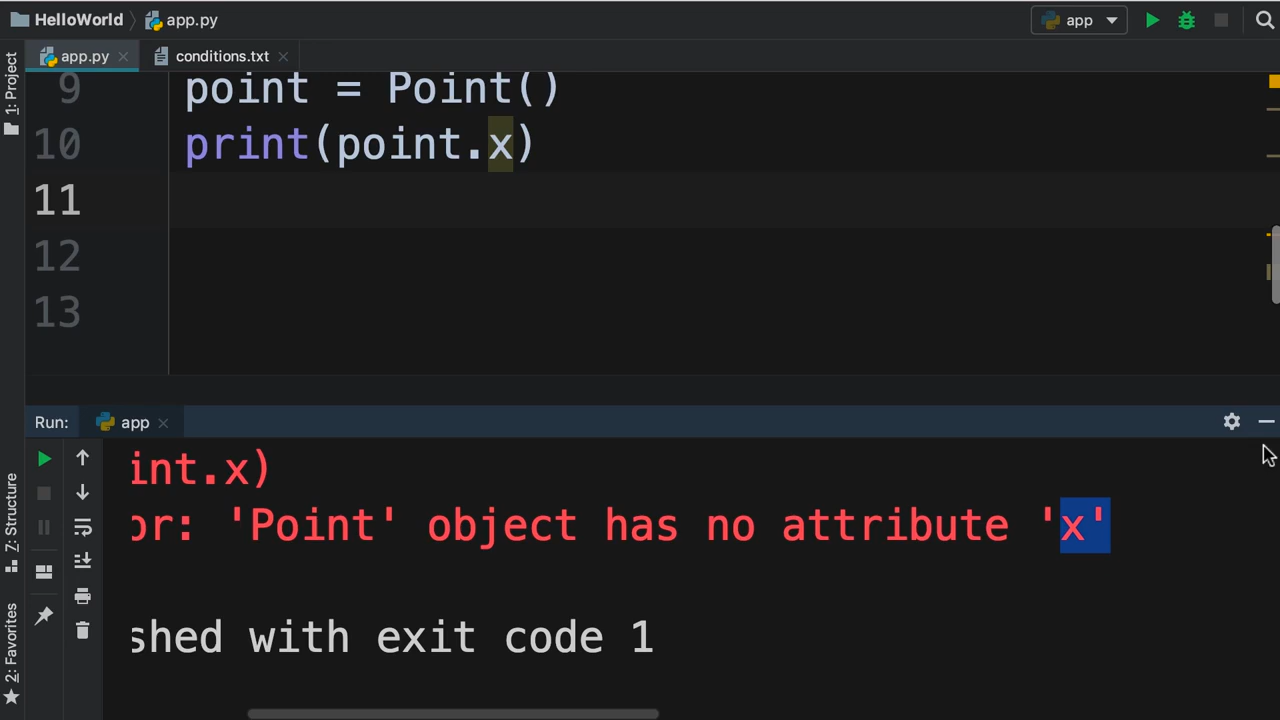 HelloWorld
app.py
app
app.py
conditions.txt
1: Project
9 point = Point()
10 print(point.x)
11
12
13
Run:
app
int.x)
or: 'Point' object has no attribute 'x'
shed with exit code 1
7: Structure
2: Favorites